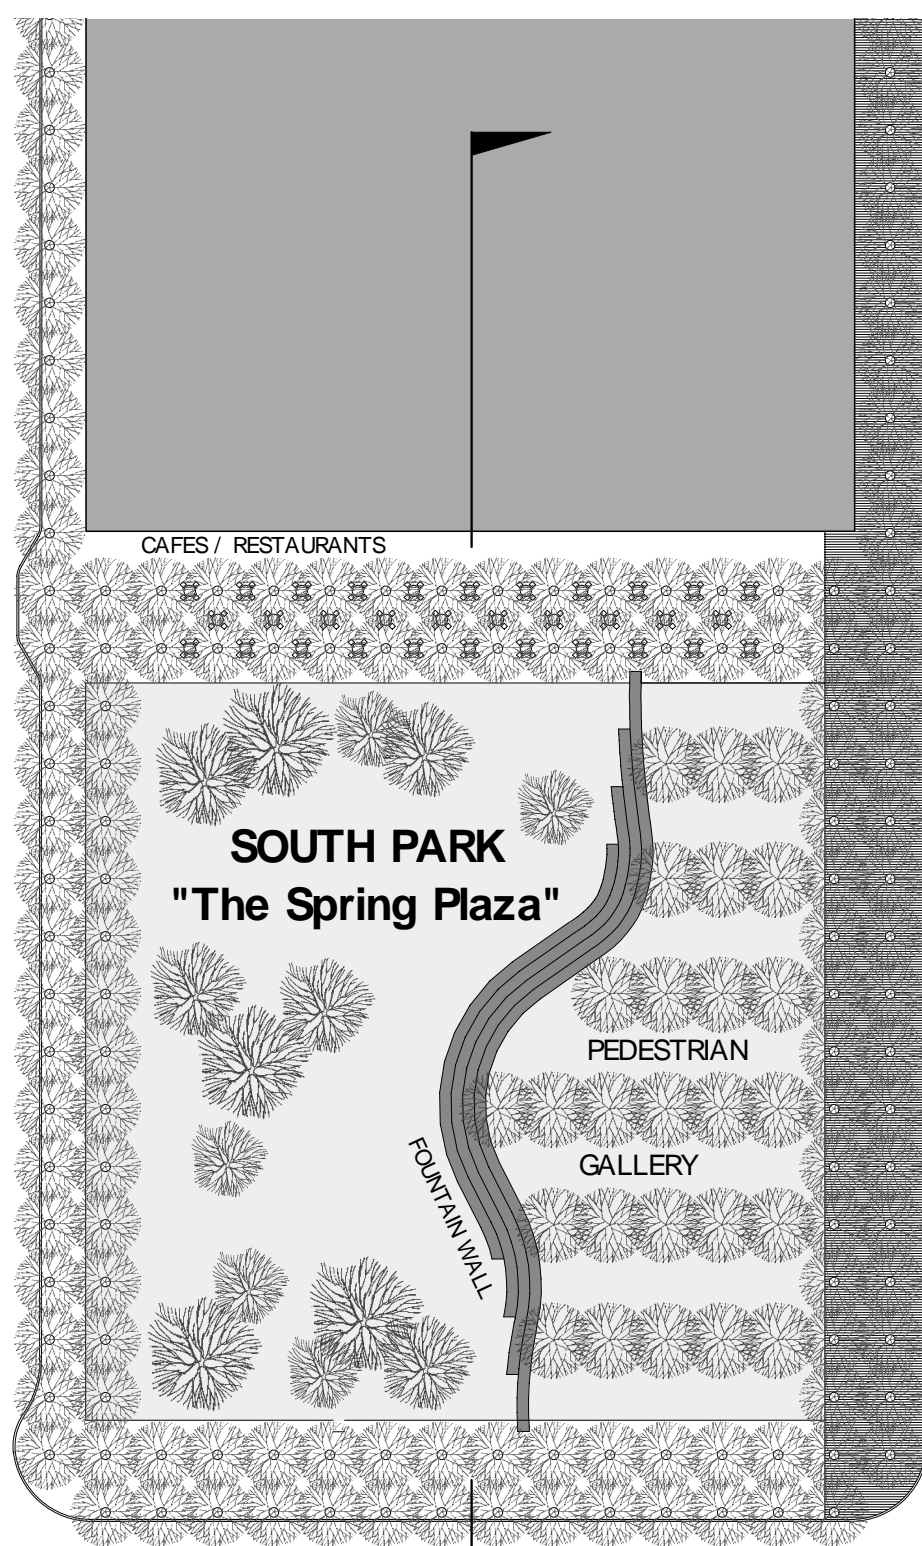 CAFES / RESTAURANTS
SOUTH PARK
"The Spring Plaza"
PEDESTRIAN
GALLERY
FOUNTAIN WALL